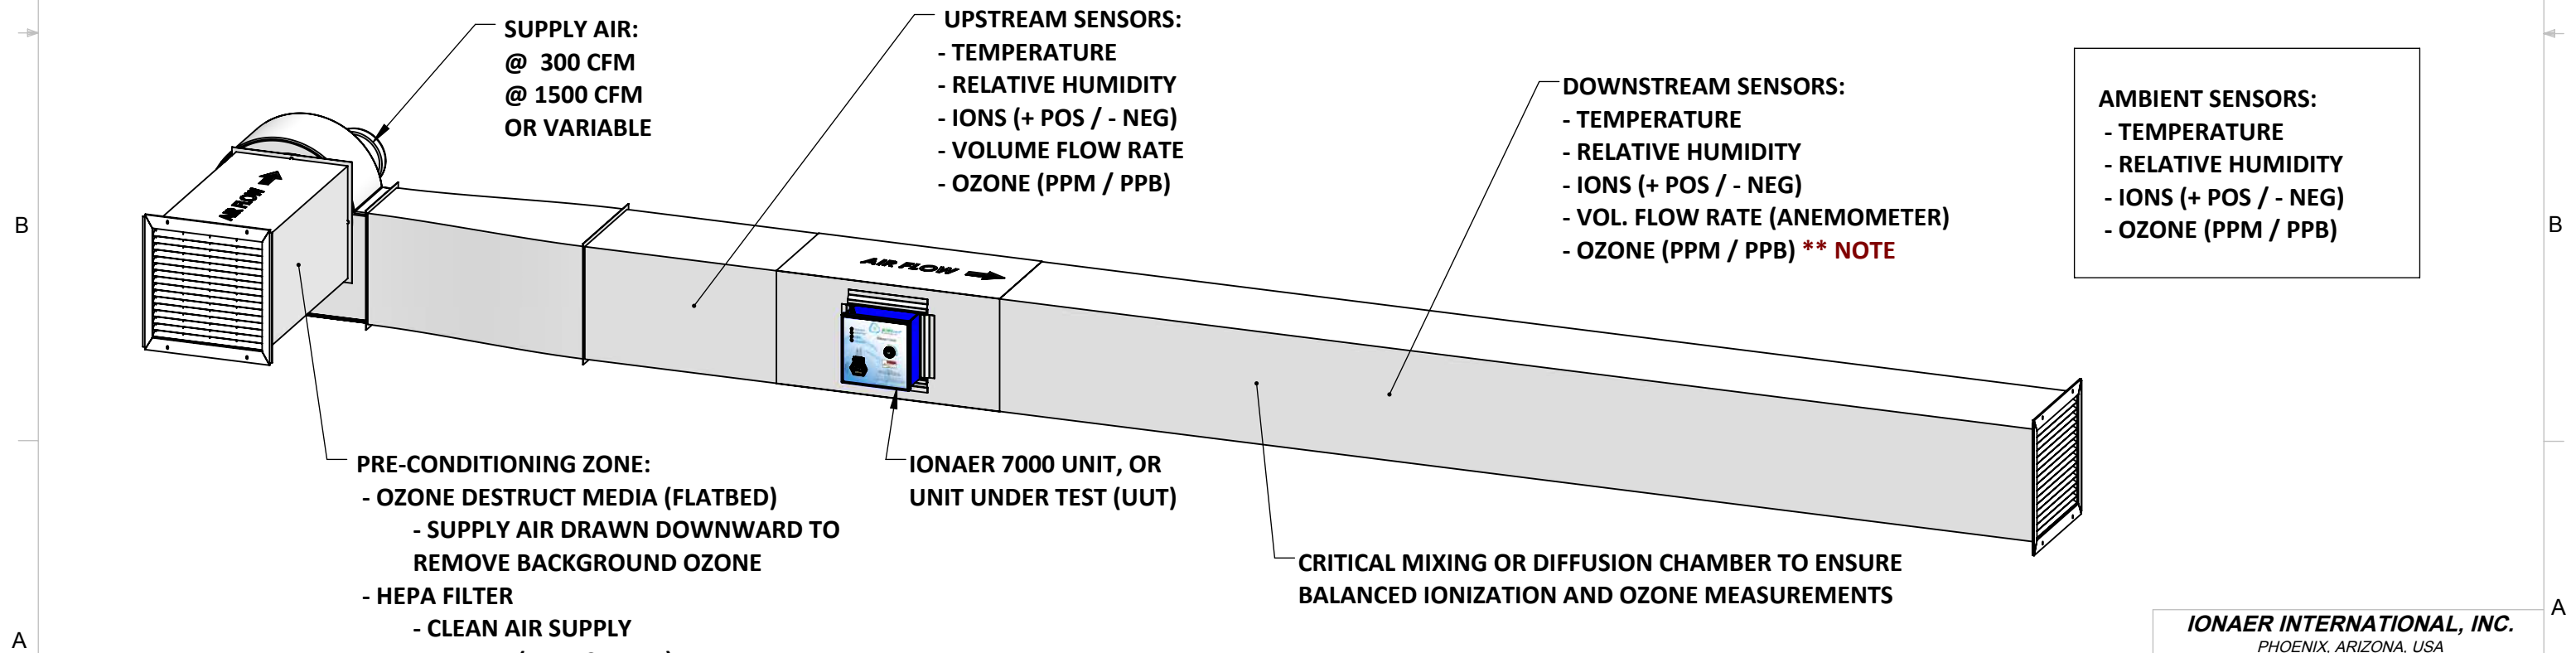 SUPPLY AIR:
@ 300 CFM
@ 1500 CFM
OR VARIABLE
UPSTREAM SENSORS:
- TEMPERATURE
- RELATIVE HUMIDITY
- IONS (+ POS / - NEG)
- VOLUME FLOW RATE
- OZONE (PPM / PPB)
DOWNSTREAM SENSORS:
- TEMPERATURE
- RELATIVE HUMIDITY
- IONS (+ POS / - NEG)
- VOL. FLOW RATE (ANEMOMETER)
- OZONE (PPM / PPB) ** NOTE
AMBIENT SENSORS:
- TEMPERATURE
- RELATIVE HUMIDITY
- IONS (+ POS / - NEG)
- OZONE (PPM / PPB)
B
B
AIR FLOW
AIR FLOW
PRE-CONDITIONING ZONE:
- OZONE DESTRUCT MEDIA (FLATBED)
- SUPPLY AIR DRAWN DOWNWARD TO
REMOVE BACKGROUND OZONE
- HEPA FILTER
- CLEAN AIR SUPPLY
IONAER 7000 UNIT, OR
UNIT UNDER TEST (UUT)
CRITICAL MIXING OR DIFFUSION CHAMBER TO ENSURE
BALANCED IONIZATION AND OZONE MEASUREMENTS
A
A
IONAER INTERNATIONAL, INC.
PHOENIX, ARIZONA, USA